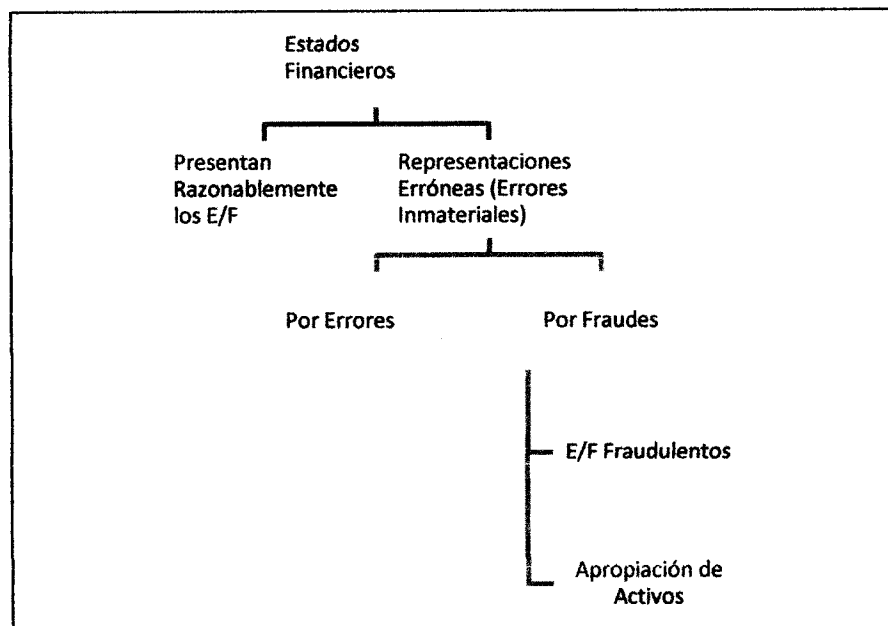 Estados
Financieros
Presentan
Razonablemente
los E/F
Representaciones
Erróneas (Errores
Inmateriales)
Por Errores
Por Fraudes
E/F Fraudulentos
Apropiación de
Activos